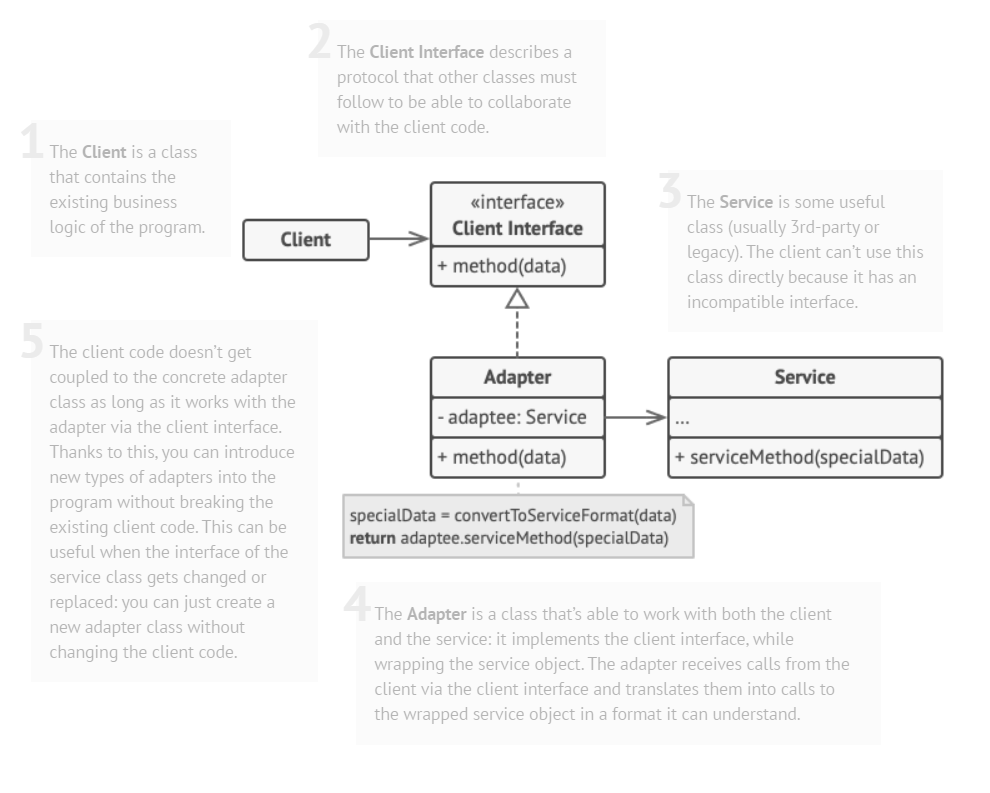 2
The Client Interface describes a
protocol that other classes must
follow to be able to collaborate
with the client code.
1
The Client is a class
that contains the
existing business
logic of the program.
Client
«interface»
Client Interface
+ method(data)
3
The Service is some useful
class (usually 3rd-party or
legacy). The client can’t use this
class directly because it has an
incompatible interface.
5
The client code doesn’t get
coupled to the concrete adapter
class as long as it works with the
adapter via the client interface.
Thanks to this, you can introduce
new types of adapters into the
program without breaking the
existing client code. This can be
useful when the interface of the
service class gets changed or
replaced: you can just create a
new adapter class without
changing the client code.
Adapter
- adaptee: Service
+ method(data)
Service
...
+ serviceMethod(specialData)
specialData = convertToServiceFormat(data)
return adaptee.serviceMethod(specialData)
4
The Adapter is a class that’s able to work with both the client
and the service: it implements the client interface, while
wrapping the service object. The adapter receives calls from the
client via the client interface and translates them into calls to
the wrapped service object in a format it can understand.